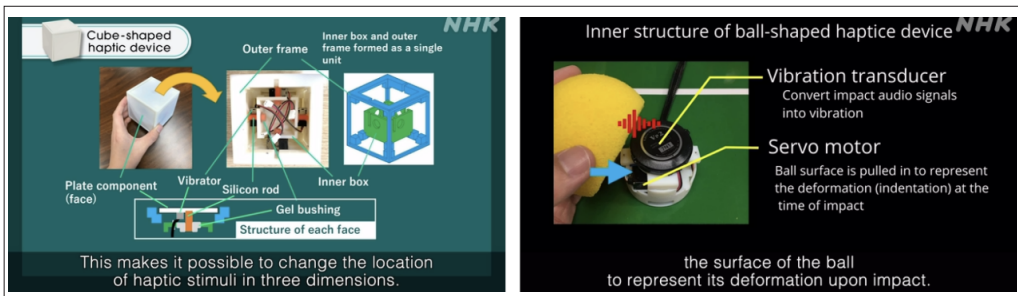 NHK
Cube-shaped
haptic device
Outer frame
Inner box and outer
frame formed as a single
unit
Plate component
(face)
Vibrator
Silicon rod
Inner box
Gel bushing
Structure of each face
This makes it possible to change the location
of haptic stimuli in three dimensions.
NHK
Inner structure of ball-shaped haptice device
Vibration transducer
Convert impact audio signals
into vibration
Servo motor
Ball surface is pulled in to represent
the deformation (indentation) at the
time of impact
the surface of the ball
to represent its deformation upon impact.